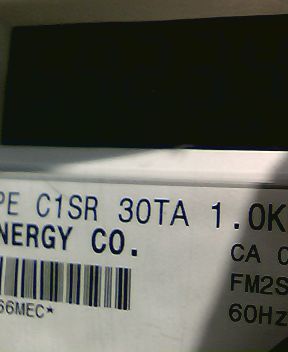 PE C1SR 30TA 1.0K
NERGY CO.
CA
FM2S
60Hz
66MEC*